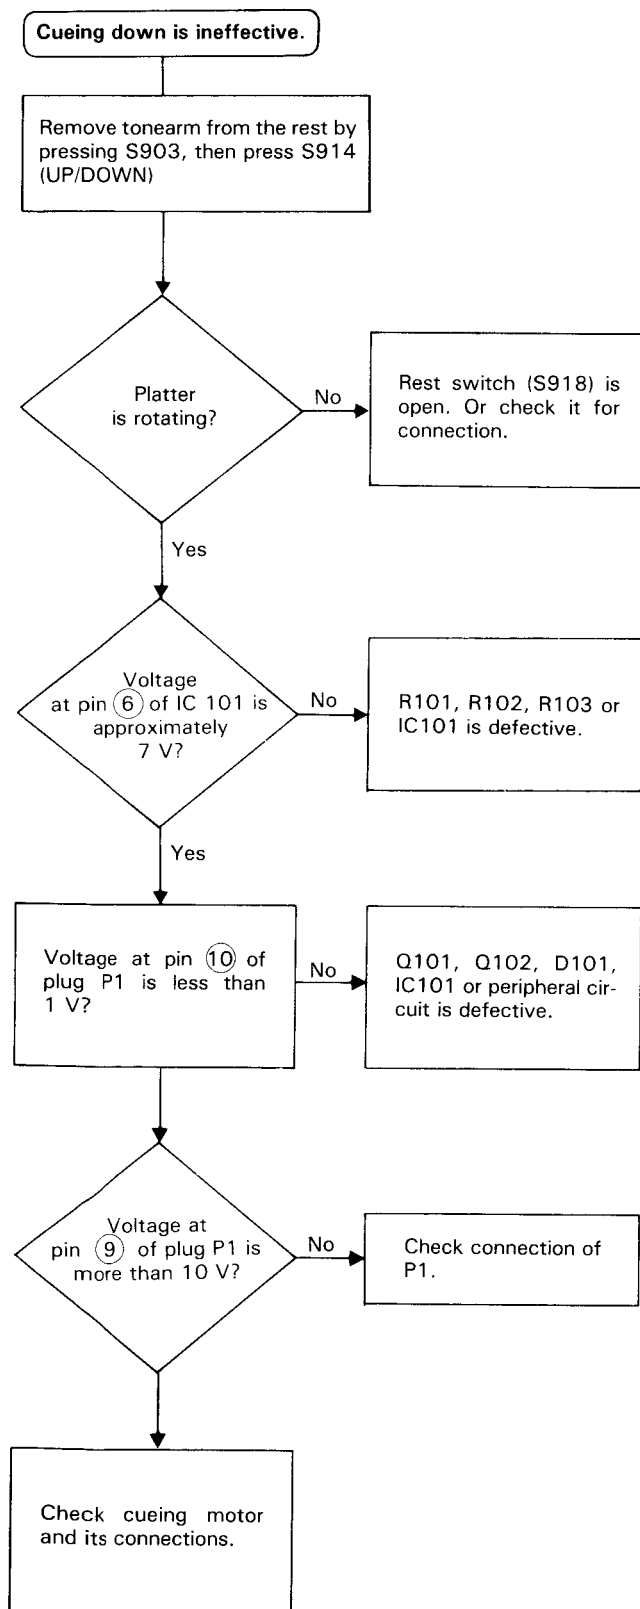 Cueing down is ineffective.
Remove tonearm from the rest by
pressing S903, then press S914
(UP/DOWN)
Platter
is rotating?
No
Rest switch (S918) is
open. Or check it for
connection.
Yes
Voltage
at pin ⑥ of IC 101 is
approximately
7 V?
No
R101, R102, R103 or
IC101 is defective.
Yes
Voltage at pin ⑩ of
plug P1 is less than
1 V?
No
Q101, Q102, D101,
IC101 or peripheral cir-
cuit is defective.
Voltage at
pin ⑨ of plug P1 is
more than 10 V?
No
Check connection of
P1.
Check cueing motor
and its connections.